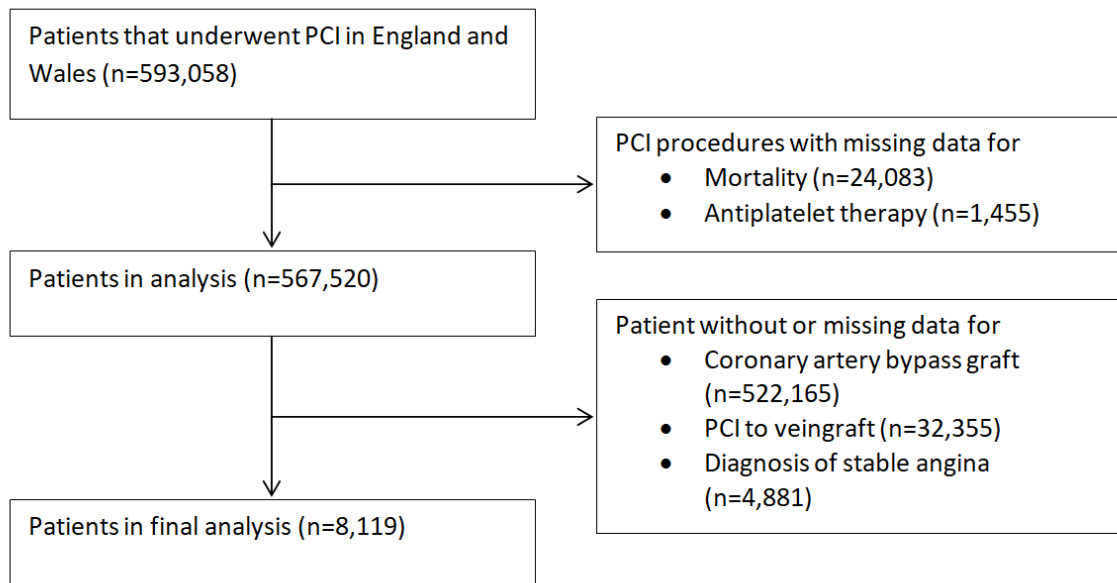 Patients that underwent PCI in England and
Wales (n=593,058)
PCI procedures with missing data for
• Mortality (n=24,083)
• Antiplatelet therapy (n=1,455)
Patients in analysis (n=567,520)
Patient without or missing data for
• Coronary artery bypass graft
(n=522,165)
• PCI to veingraft (n=32,355)
• Diagnosis of stable angina
(n=4,881)
Patients in final analysis (n=8,119)